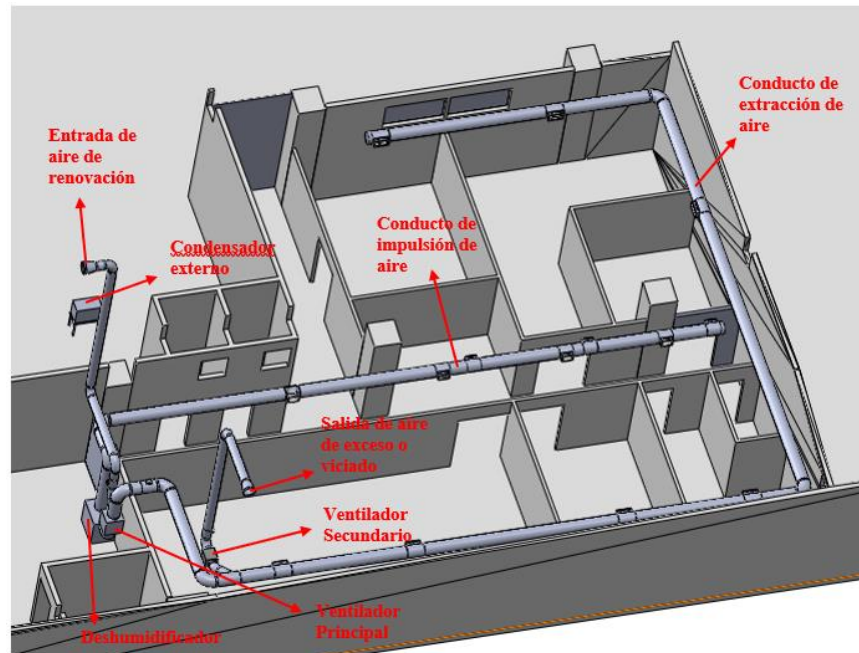 Conducto de
extracción de
aire
Entrada de
aire de
renovación
Condensador
externo
Conducto de
impulsión de
aire
Salida de aire
de exceso o
viciado
Ventilador
Secundario
Ventilador
Principal
Deshumidificador